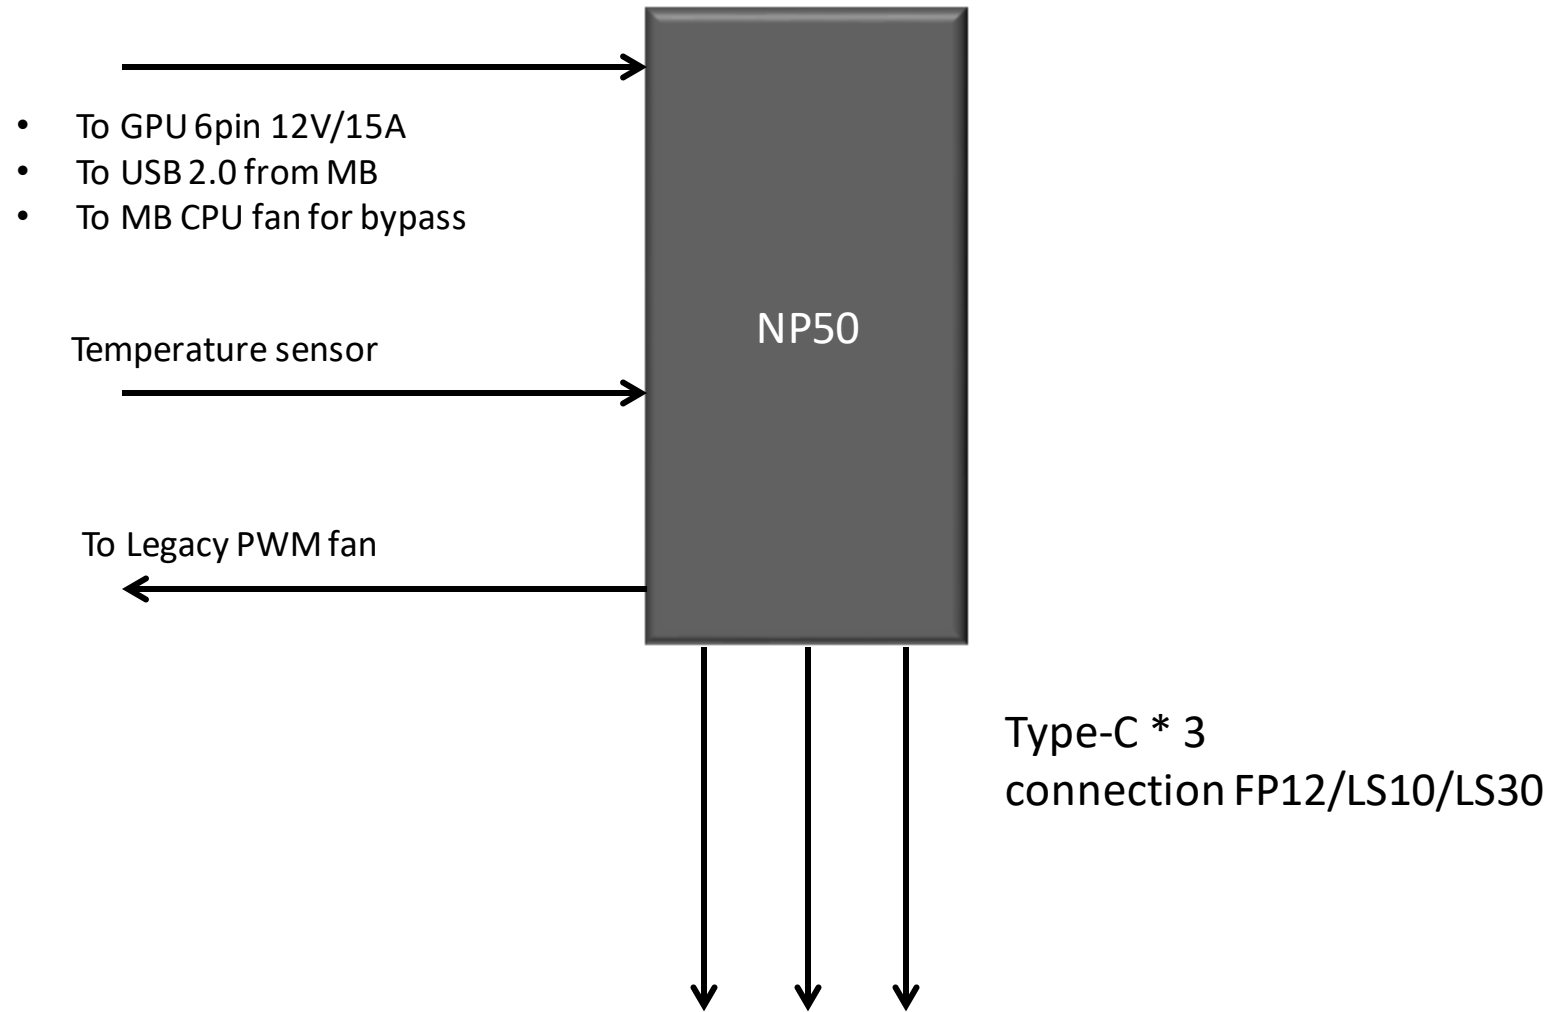 • To GPU 6pin 12V/15A
• To USB 2.0 from MB
• To MB CPU fan for bypass
NP50
Temperature sensor
To Legacy PWM fan
Type-C * 3
connection FP12/LS10/LS30